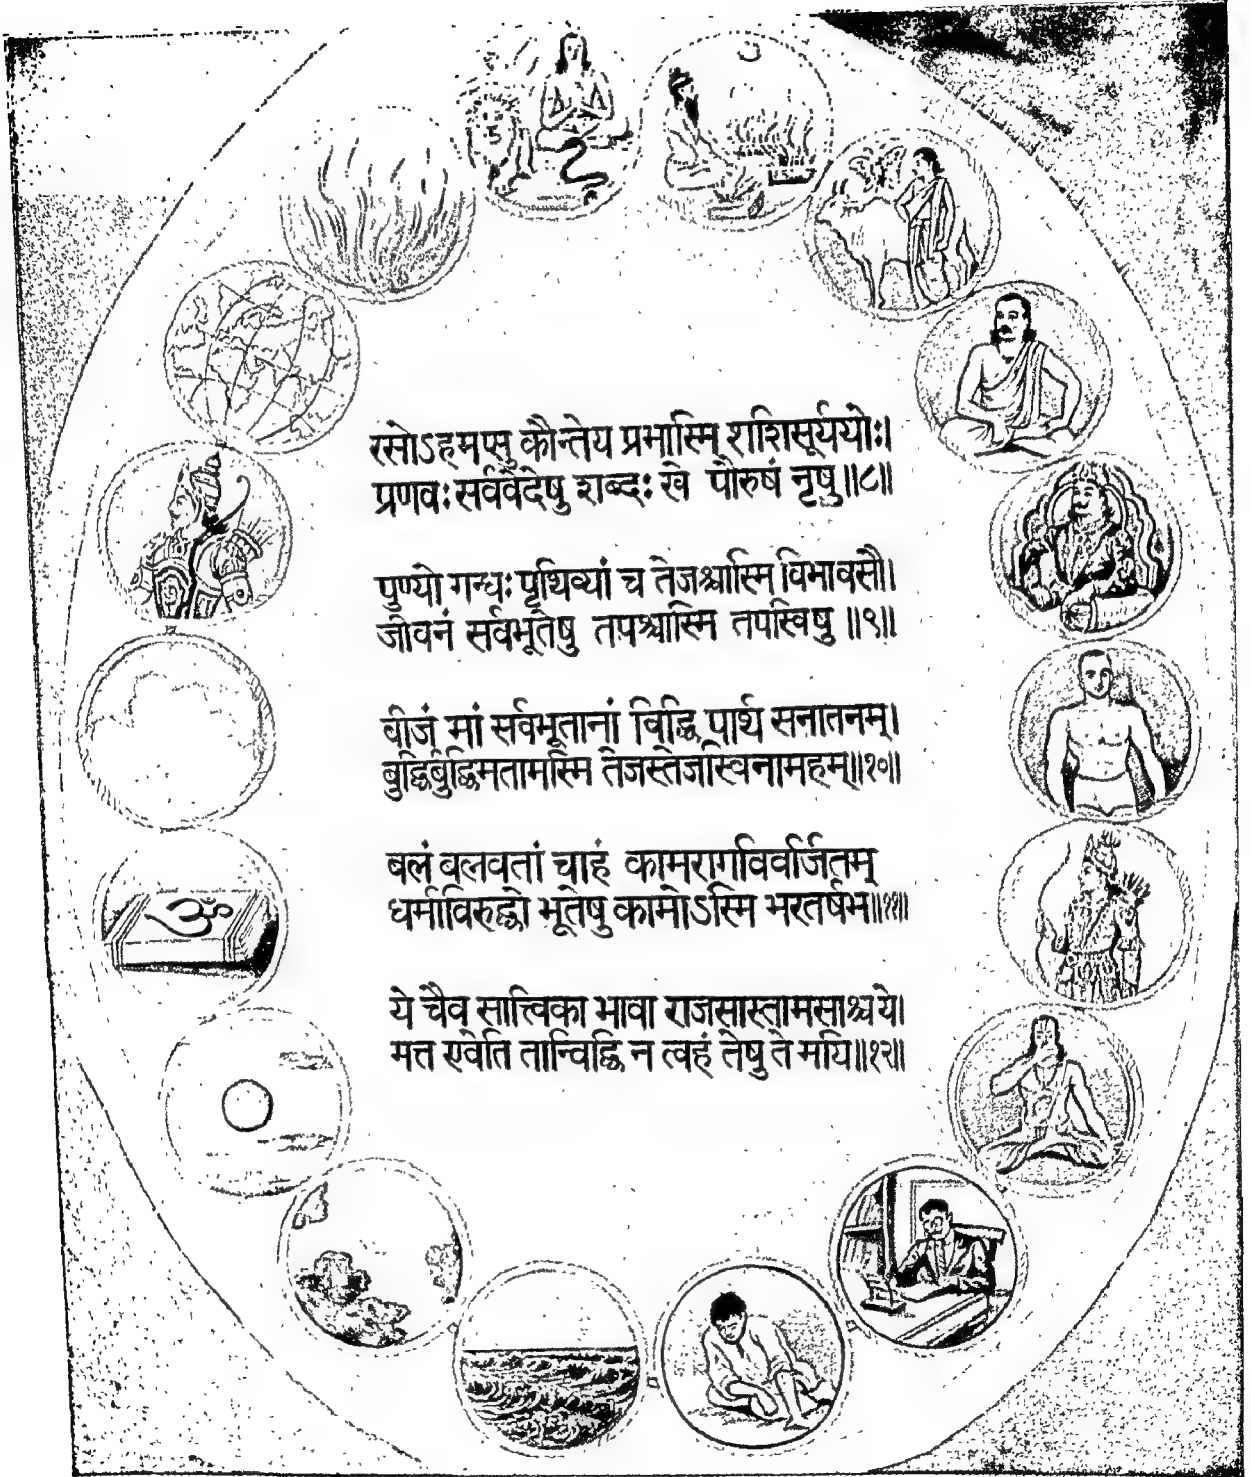 रसोऽहमप्सु कौन्तेय प्रभास्मि शशिसूर्ययोः।
प्रणवः सर्ववेदेषु शब्दः खे पौरुषं नृषु॥८॥
पुण्यो गन्धः पृथिव्यां च तेजश्चास्मि विभावसौ।
जीवनं सर्वभूतेषु तपश्चास्मि तपस्विषु ॥९॥
बीजं मां सर्वभूतानां विद्धि पार्थ सनातनम्।
बुद्धिर्बुद्धिमतामस्मि तेजस्तेजस्विनामहम्॥१०॥
बलं बलवतां चाहं कामरागविवर्जितम्
धर्माविरुद्धो भूतेषु कामोऽस्मि भरतर्षभ॥११॥
ये चैव सात्त्विका भावा राजसास्तामसाश्च ये।
मत्त एवेति तान्विद्धि न त्वहं तेषु ते मयि॥१२॥
ॐ